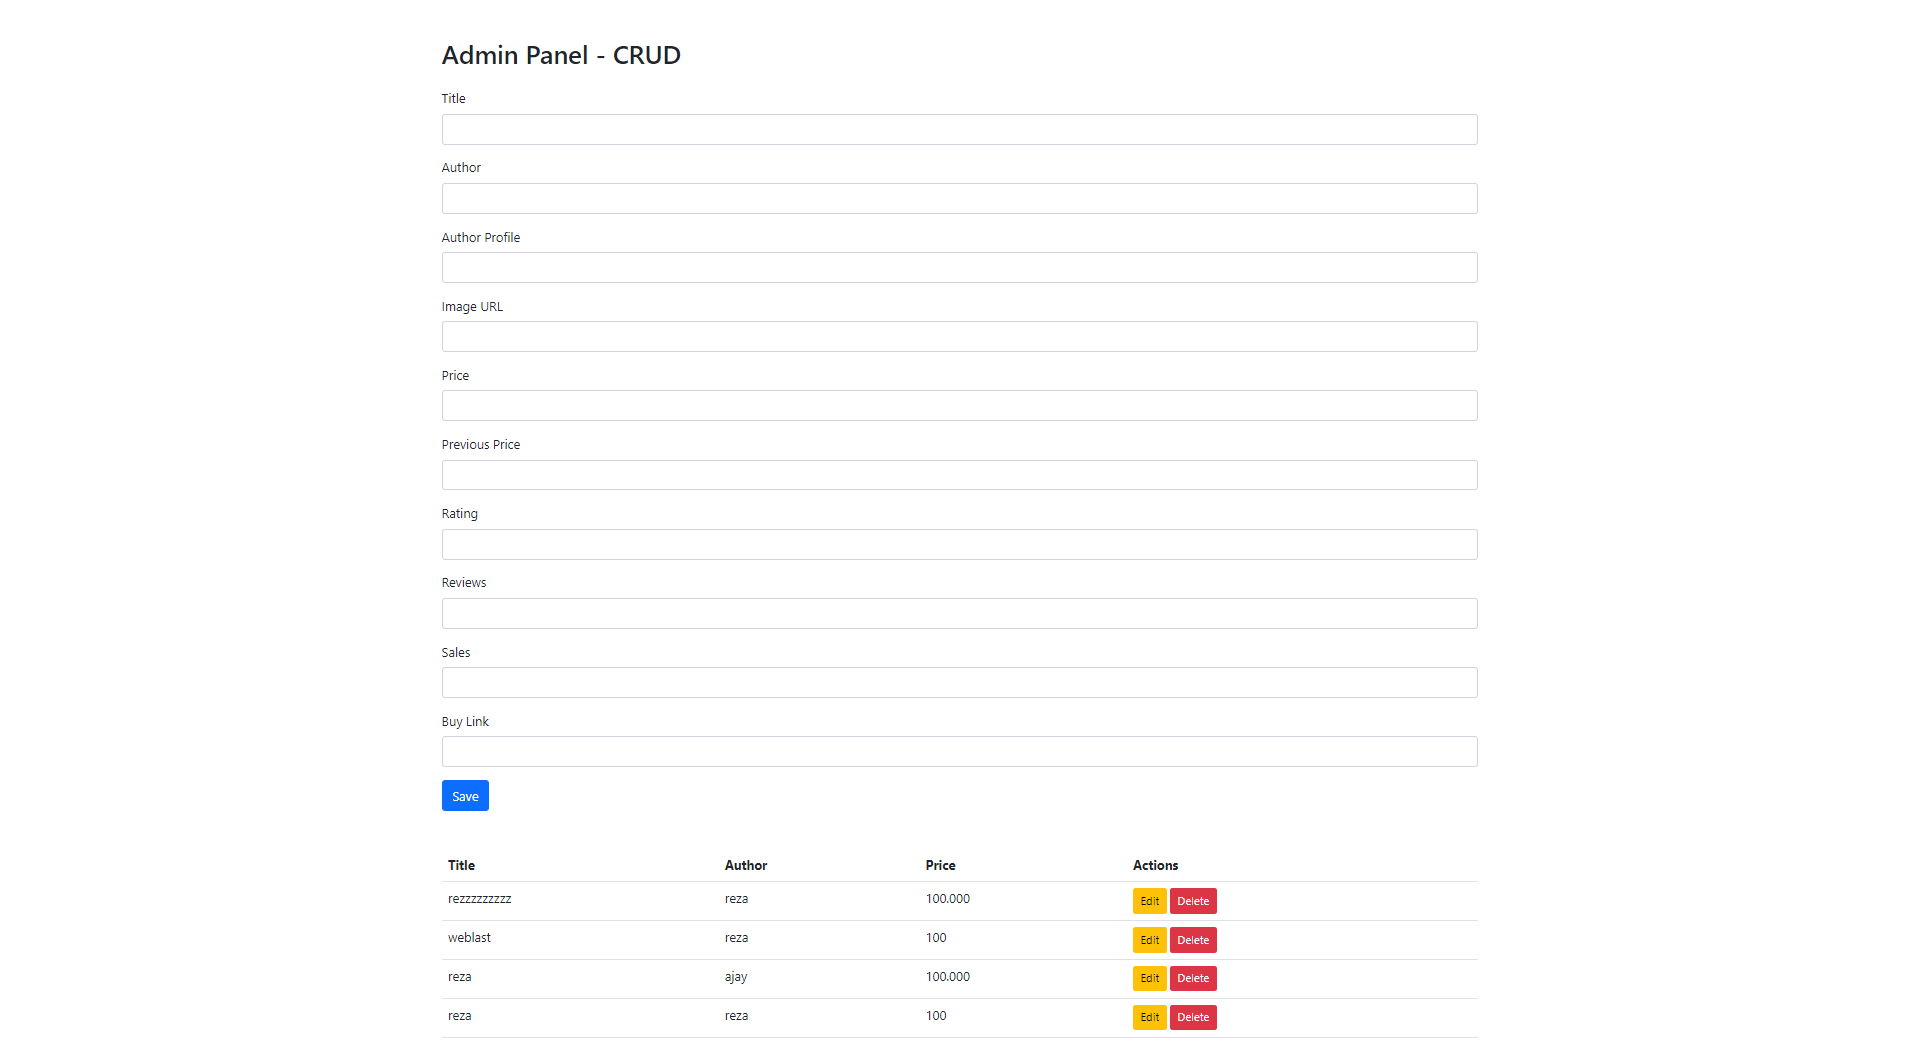 Admin Panel - CRUD
Title
Author
Author Profile
Image URL
Price
Previous Price
Rating
Reviews
Sales
Buy Link
Save
Title Author Price Actions
rezzzzzzzzz reza 100.000 Edit Delete
weblast reza 100 Edit Delete
reza ajay 100.000 Edit Delete
reza reza 100 Edit Delete